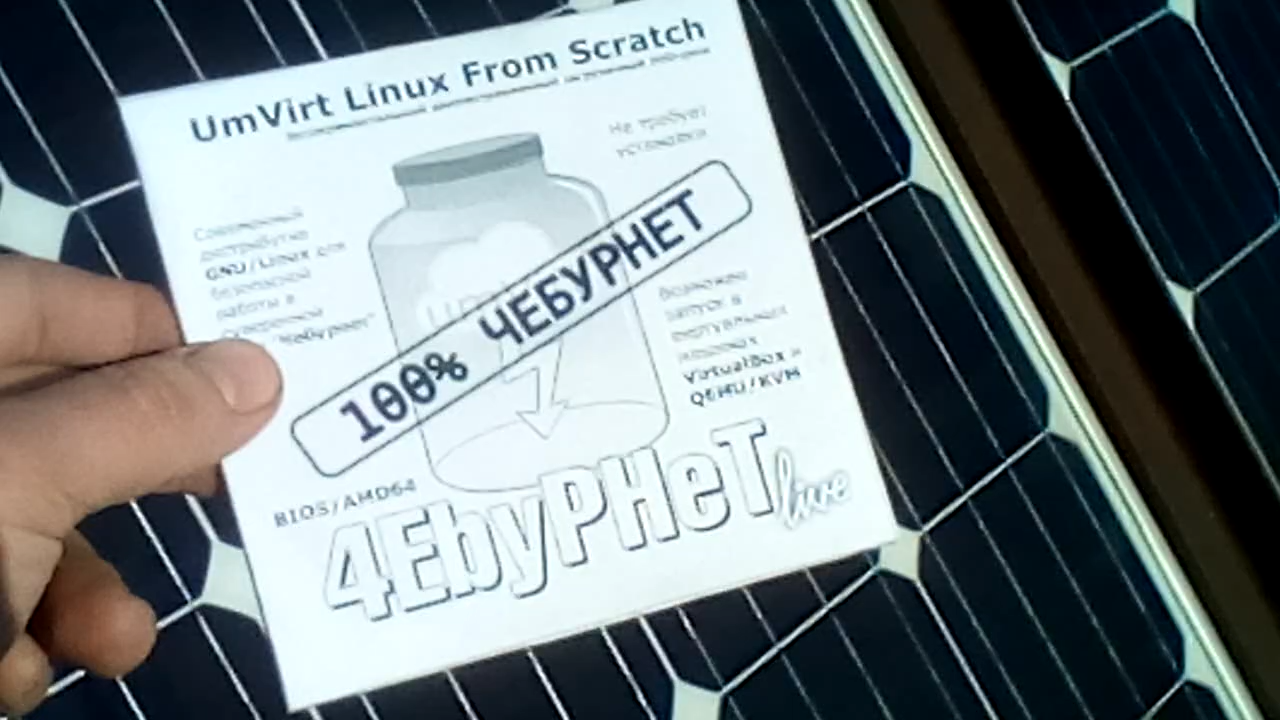 UmVirt Linux From Scratch
Не требует
установки
Современный
дистрибутив
GNU/Linux для
безопасной
работы в
суверенном
"Чебурнет"
100% ЧЕБУРНЕТ
Возможен
запуск в
виртуальных
машинах
VirtualBox и
QEMU/KVM
BIOS/AMD64
4EbyPHeT live